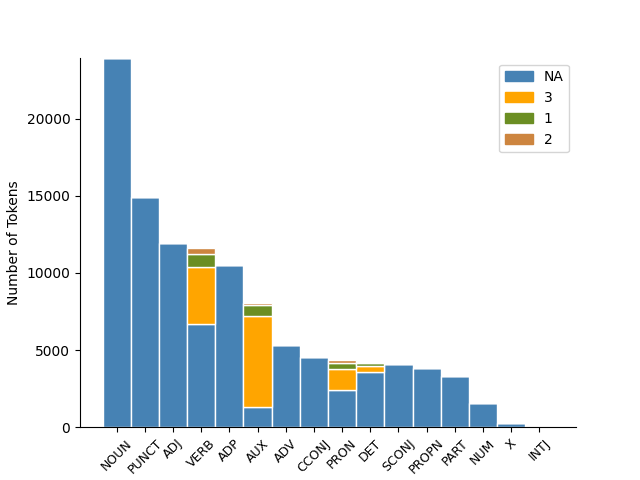 NA
3
1
2
Number of Tokens
20000
15000
10000
5000
0
NOUN PUNCT ADJ VERB ADP AUX ADV CCONJ PRON DET SCONJ PROPN PART NUM X INTJ